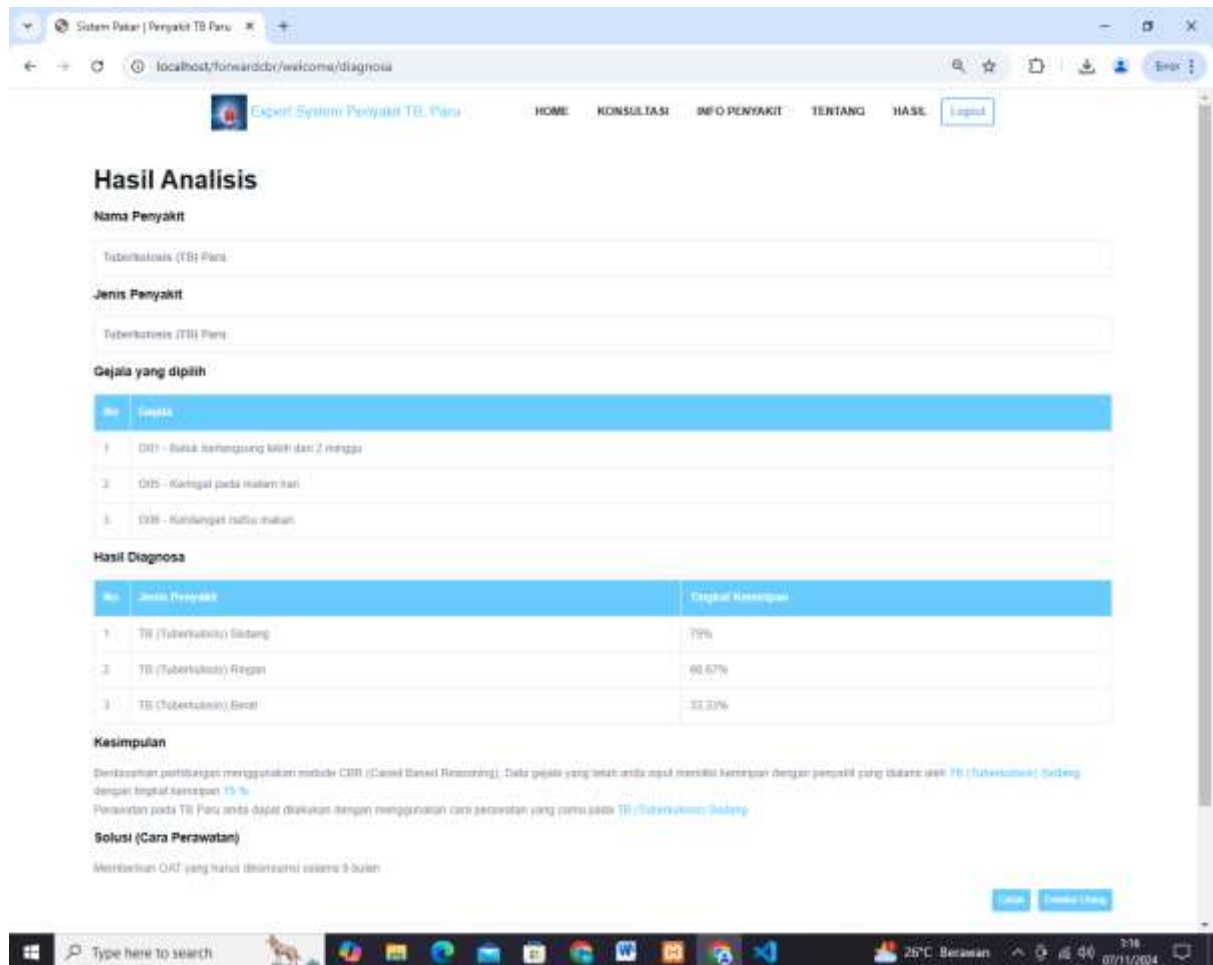 Sistem Pakar | Penyakit TB Paru
localhost/forwardcbr/welcome/diagnosa
Error
Expert System Penyakit TB. Paru
HOME KONSULTASI INFO PENYAKIT TENTANG HASIL Logout
Hasil Analisis
Nama Penyakit
Tuberkulosis (TB) Paru
Jenis Penyakit
Tuberkulosis (TB) Paru
Gejala yang dipilih
No Gejala
1 G01 - Batuk berlangsung lebih dari 2 minggu
2 G05 - Keringat pada malam hari
3 - Kehilangan nafsu makan
Hasil Diagnosa
No Jenis Penyakit Tingkat Kemiripan
1 TB (Tuberkulosis) Sedang
2 TB (Tuberkulosis) Ringan 66.67%
3 TB (Tuberkulosis) Berat 33.33%
Kesimpulan
Berdasarkan perhitungan menggunakan metode CBR (Cased Based Reasoning), Data gejala yang telah anda input memiliki kemiripan dengan penyakit yang dialami oleh TB (Tuberkulosis) Sedang
dengan tingkat kemiripan %
Perawatan pada TB Paru anda dapat dilakukan dengan menggunakan cara perawatan yang sama pada TB (Tuberkulosis) Sedang
Solusi (Cara Perawatan)
Memberikan OAT yang harus dikonsumsi selama bulan
Cetak Diagnosa Ulang
Type here to search
26°C Berawan
3:16
07/11/2024